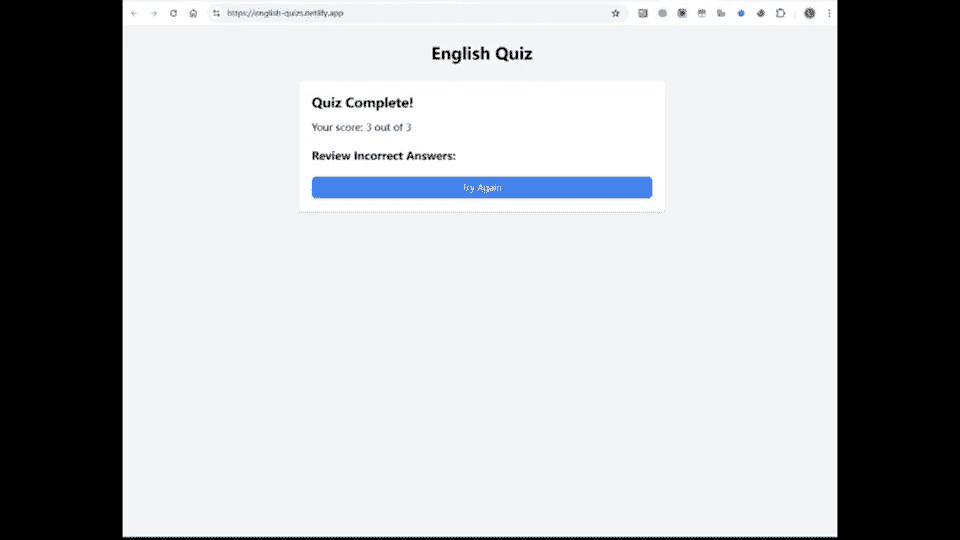 https://english-quizs.netlify.app
English Quiz
Quiz Complete!
Your score: 3 out of 3
Review Incorrect Answers:
Try Again